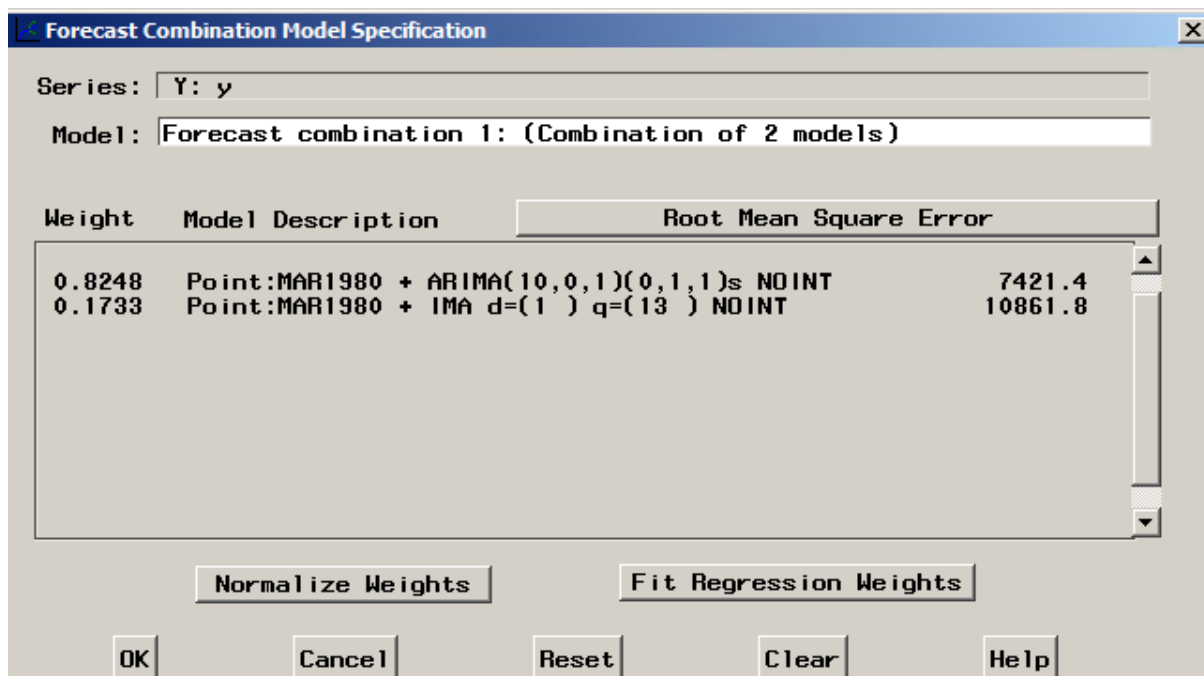 Forecast Combination Model Specification
Series: Y: y
Model: Forecast combination 1: (Combination of 2 models)
Weight Model Description Root Mean Square Error
0.8248 Point:MAR1980 + ARIMA(10,0,1)(0,1,1)s NOINT 7421.4
0.1733 Point:MAR1980 + IMA d=(1 ) q=(13 ) NOINT 10861.8
Normalize Weights Fit Regression Weights
OK Cancel Reset Clear Help